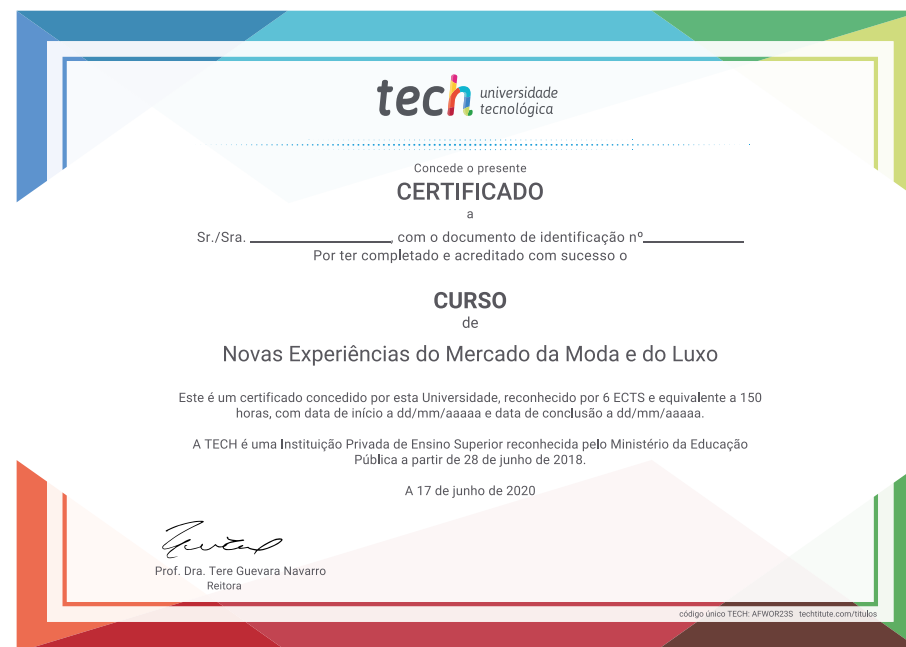 tech universidade
tecnológica
Concede o presente
CERTIFICADO
a
Sr./Sra. ________________, com o documento de identificação nº____________
Por ter completado e acreditado com sucesso o
CURSO
de
Novas Experiências do Mercado da Moda e do Luxo
Este é um certificado concedido por esta Universidade, reconhecido por 6 ECTS e equivalente a 150
horas, com data de início a dd/mm/aaaaa e data de conclusão a dd/mm/aaaaa.
A TECH é uma Instituição Privada de Ensino Superior reconhecida pelo Ministério da Educação
Pública a partir de 28 de junho de 2018.
A 17 de junho de 2020
Prof. Dra. Tere Guevara Navarro
Reitora
código único TECH: AFWOR23S techtitute.com/titulos